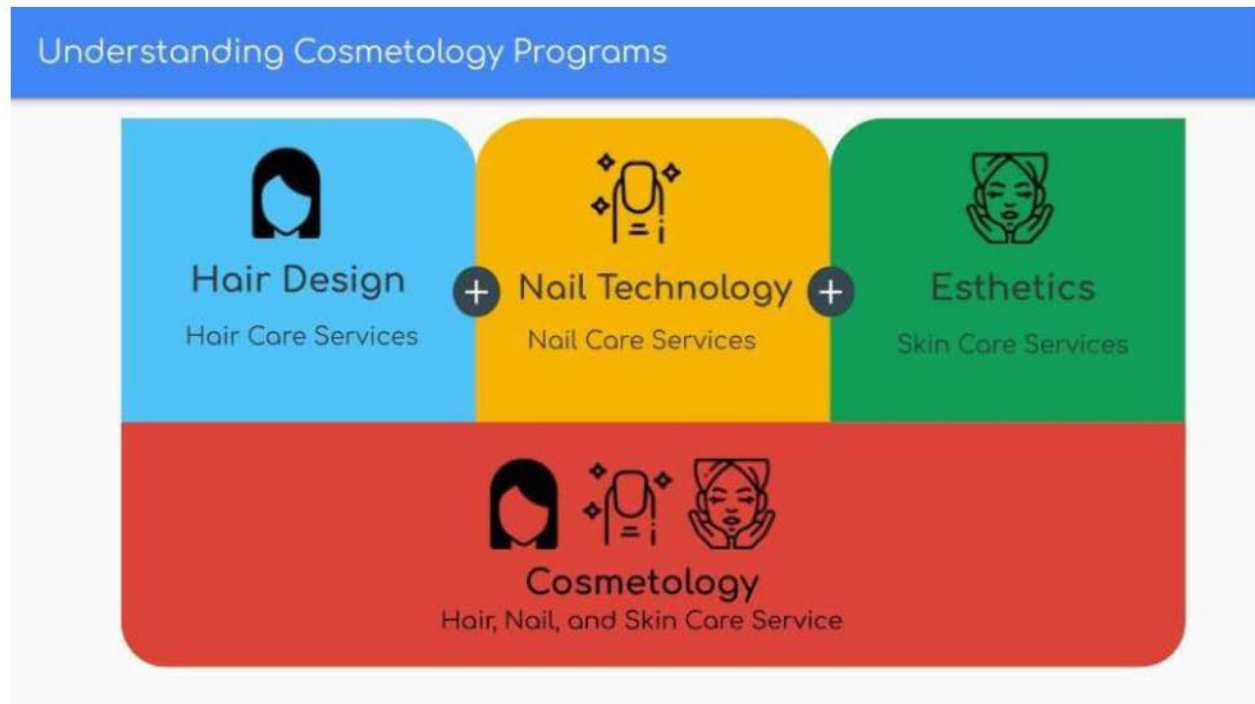 Understanding Cosmetology Programs
Hair Design
Hair Care Services
+
Nail Technology
Nail Care Services
+
Esthetics
Skin Care Services
Cosmetology
Hair, Nail, and Skin Care Service